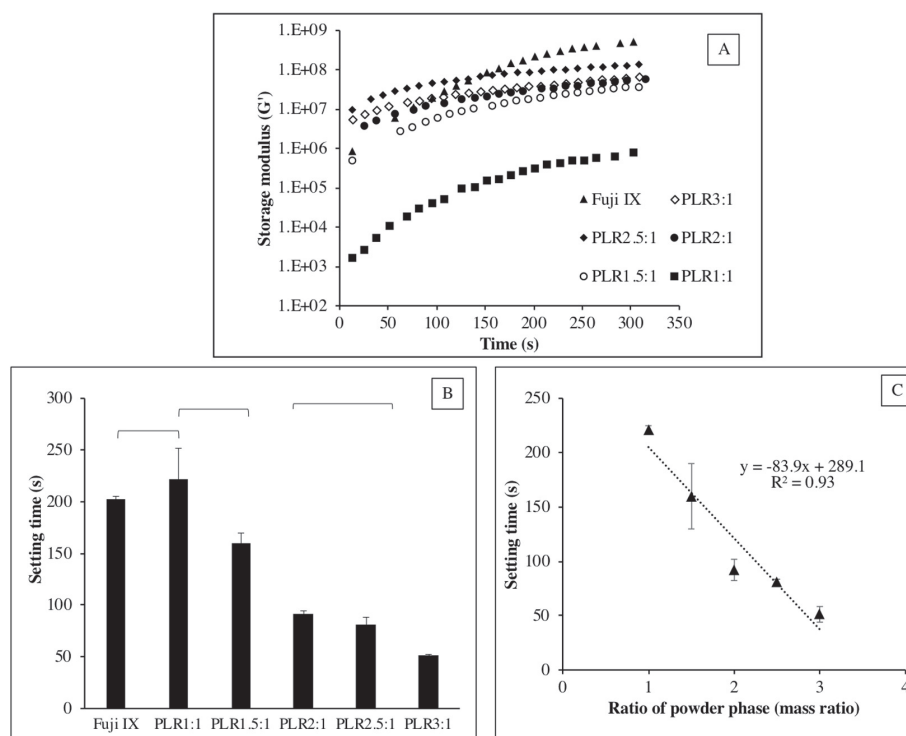 A
Storage modulus (G')
1.E+09
1.E+08
1.E+07
1.E+06
1.E+05
1.E+04
1.E+03
1.E+02
Fuji IX
PLR3:1
PLR2.5:1
PLR2:1
PLR1.5:1
PLR1:1
0 50 100 150 200 250 300 350
Time (s)
B
Setting time (s)
300
250
200
150
100
50
0
Fuji IX PLR1:1 PLR1.5:1 PLR2:1 PLR2.5:1 PLR3:1
C
Setting time (s)
250
200
150
100
50
0
y = -83.9x + 289.1
R² = 0.93
0 1 2 3 4
Ratio of powder phase (mass ratio)